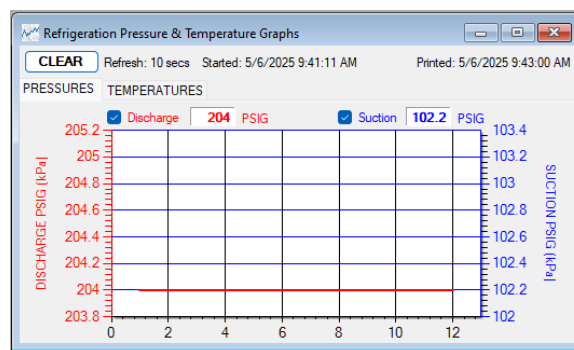 Refrigeration Pressure & Temperature Graphs
CLEAR Refresh: 10 secs Started: 5/6/2025 9:41:11 AM Printed: 5/6/2025 9:43:00 AM
PRESSURES TEMPERATURES
Discharge 204 PSIG Suction 102.2 PSIG
205.2 103.4
205 103.2
204.8 103
204.6 102.8
204.4 102.6
204.2 102.4
204 102.2
203.8 102
DISCHARGE PSIG (kPa)
SUCTION PSIG (kPa)
0 2 4 6 8 10 12